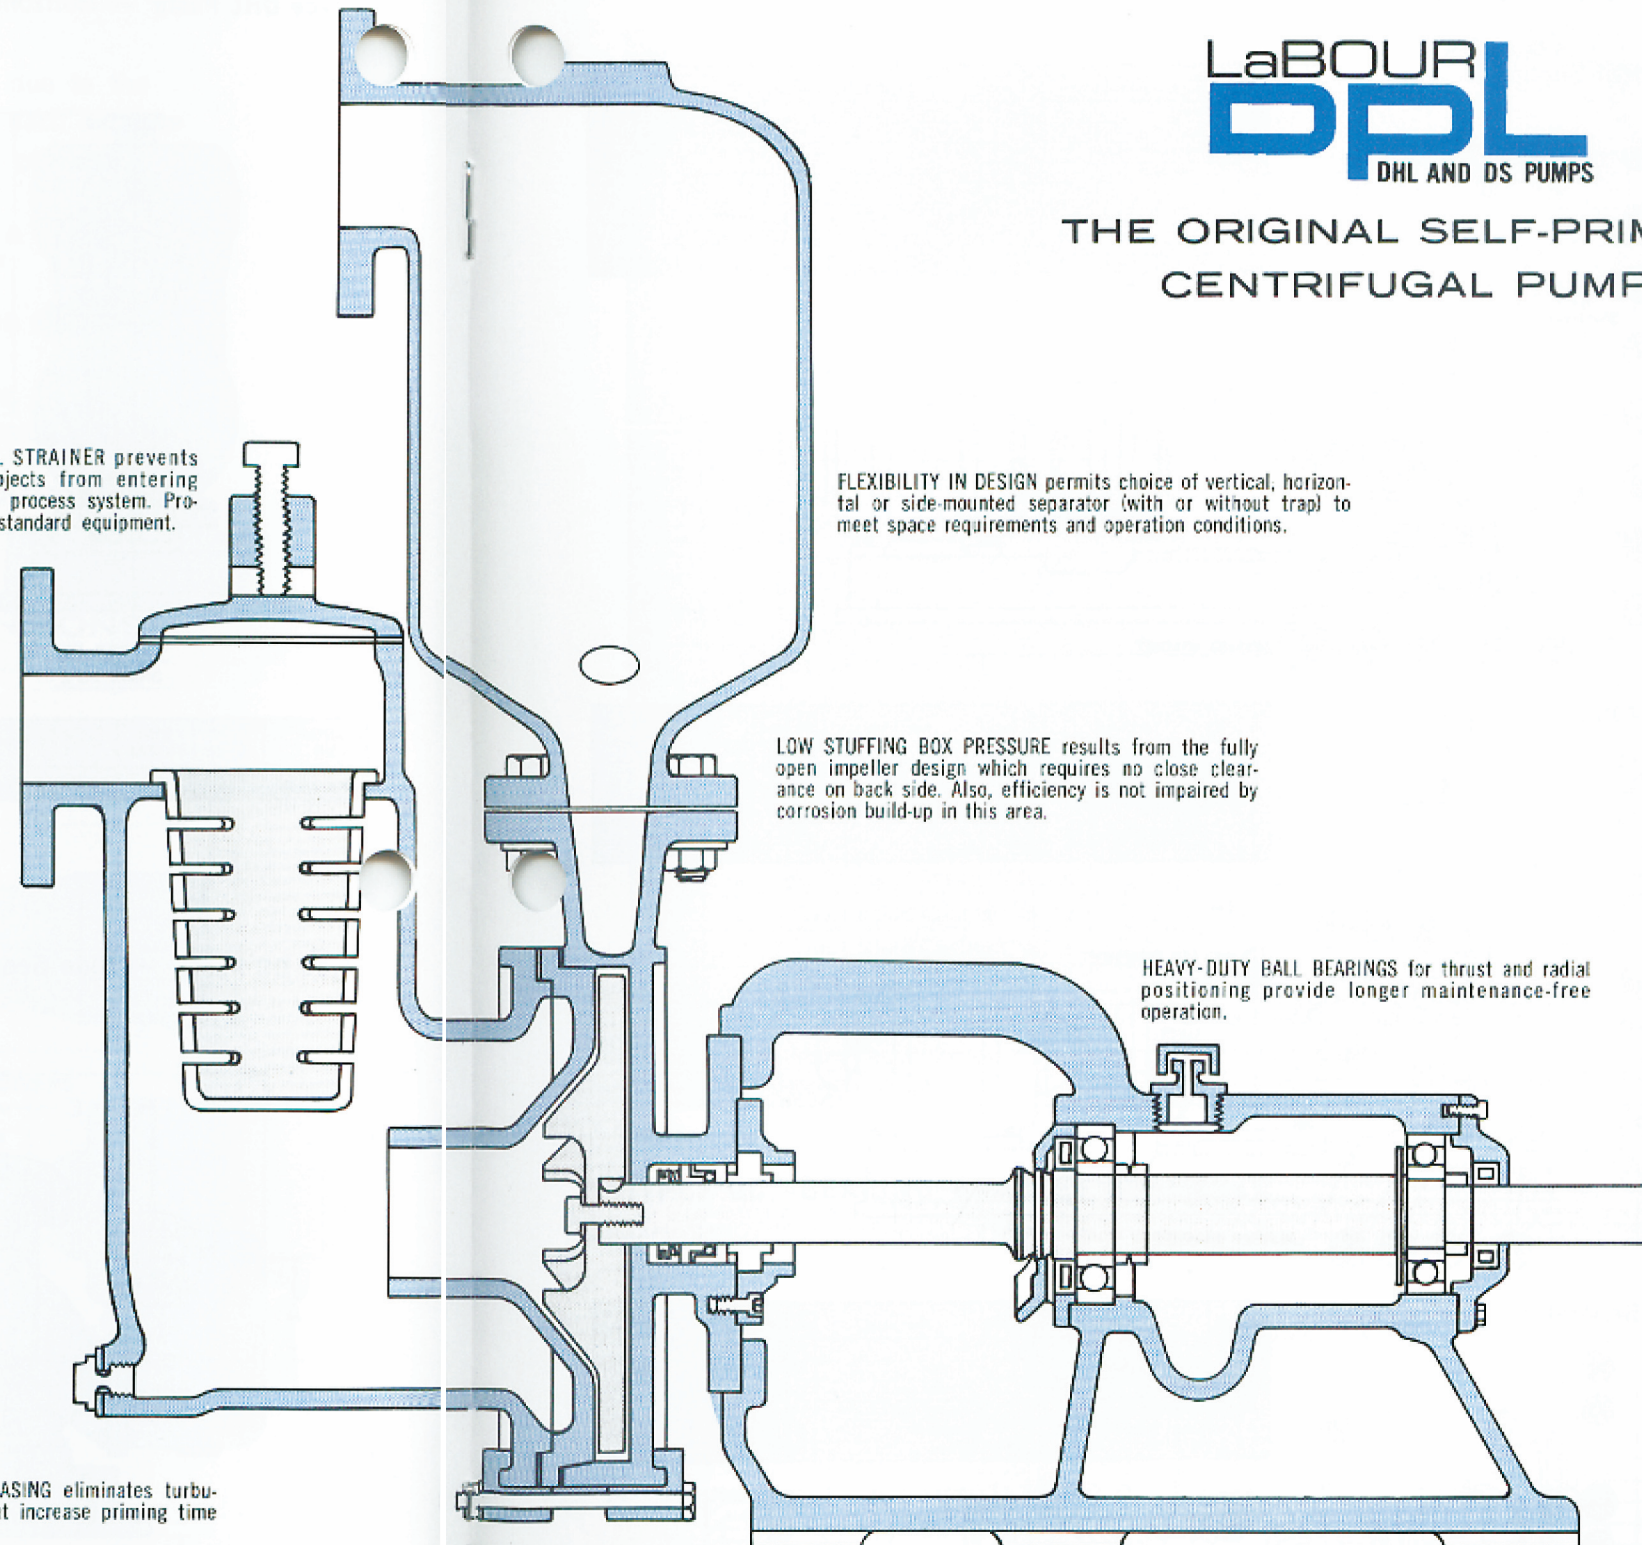 LaBOUR
DPL
DHL AND DS PUMPS
THE ORIGINAL SELF-PRIM
CENTRIFUGAL PUMP
L STRAINER prevents
bjects from entering
process system. Pro-
standard equipment.
FLEXIBILITY IN DESIGN permits choice of vertical, horizon-
tal or side-mounted separator (with or without trap) to
meet space requirements and operation conditions.
LOW STUFFING BOX PRESSURE results from the fully
open impeller design which requires no close clear-
ance on back side. Also, efficiency is not impaired by
corrosion build-up in this area.
HEAVY-DUTY BALL BEARINGS for thrust and radial
positioning provide longer maintenance-free
operation.
ASING eliminates turbu-
t increase priming time